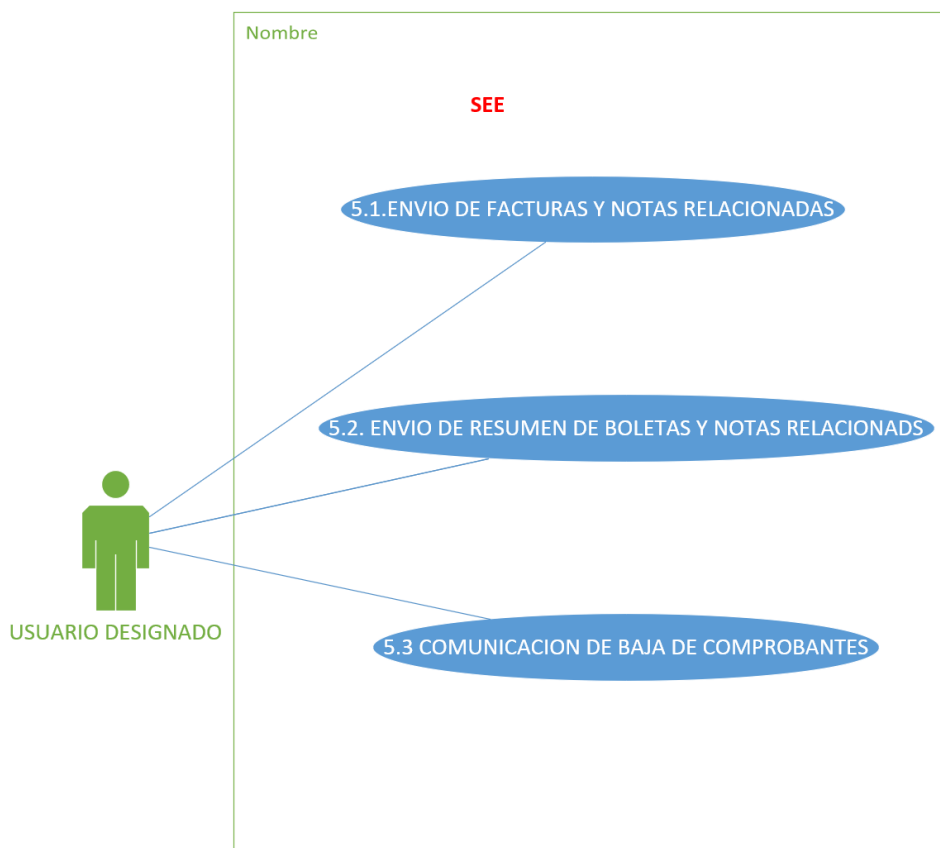 Nombre
SEE
5.1.ENVIO DE FACTURAS Y NOTAS RELACIONADAS
5.2. ENVIO DE RESUMEN DE BOLETAS Y NOTAS RELACIONADS
USUARIO DESIGNADO
5.3 COMUNICACION DE BAJA DE COMPROBANTES